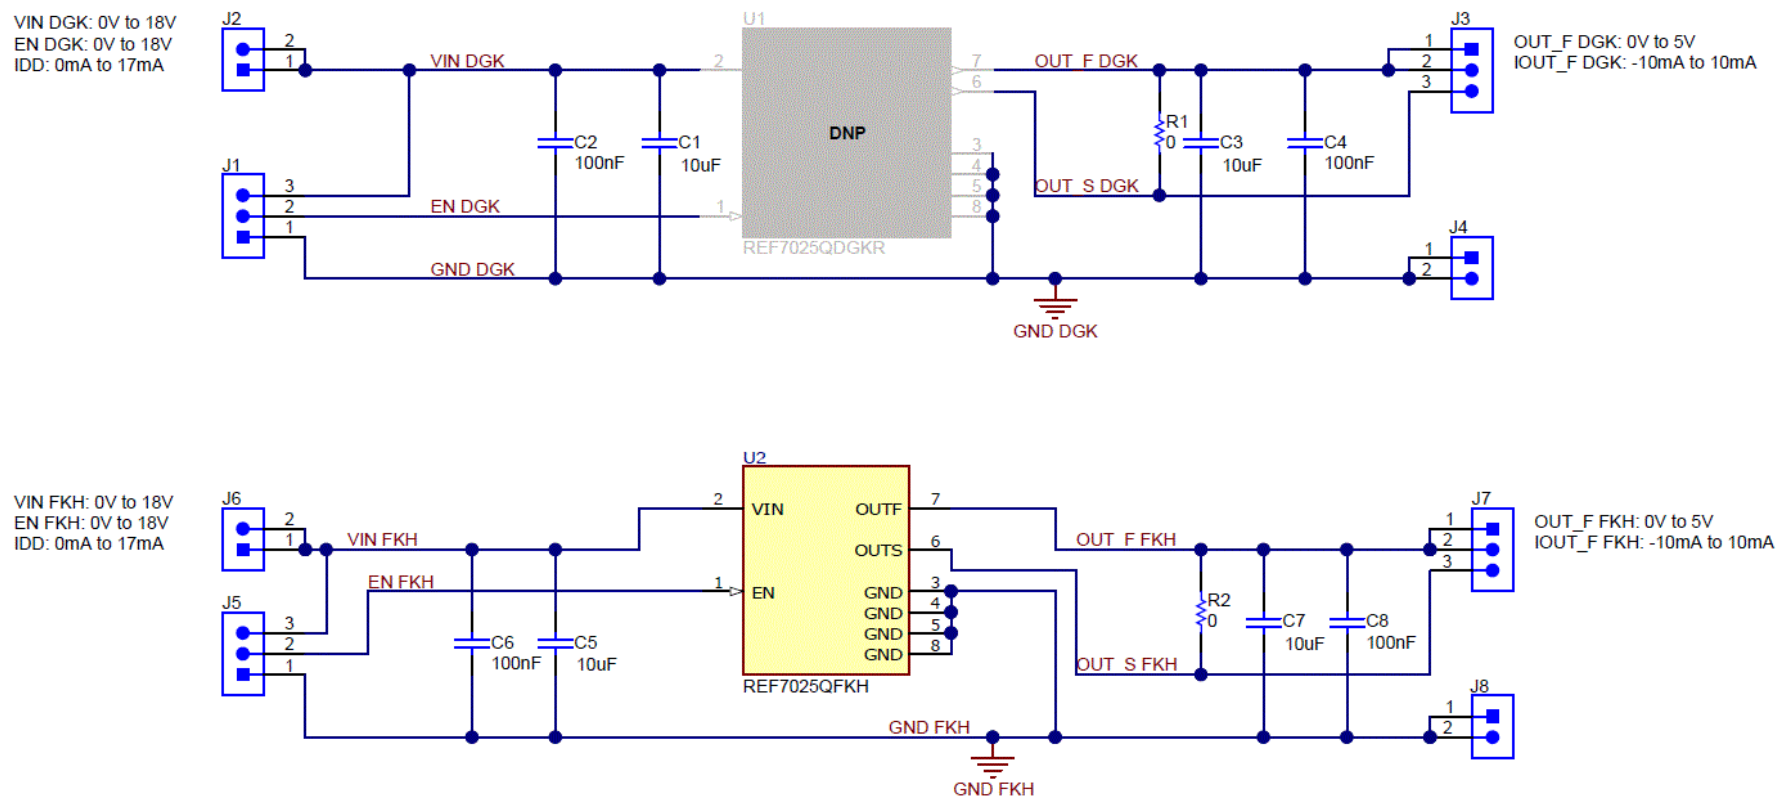 VIN DGK: 0V to 18V
EN DGK: 0V to 18V
IDD: 0mA to 17mA
J2
2
1
VIN DGK
U1
2
DNP
7
6
3
4
5
8
1
REF7025QDGKR
OUT_F DGK
J3
1
2
3
OUT_F DGK: 0V to 5V
IOUT_F DGK: -10mA to 10mA
C2
100nF
C1
10uF
R1
0
C3
10uF
C4
100nF
J1
3
2
1
EN DGK
OUT_S DGK
GND DGK
J4
1
2
GND DGK
VIN FKH: 0V to 18V
EN FKH: 0V to 18V
IDD: 0mA to 17mA
J6
2
1
VIN FKH
U2
2
VIN
OUTF
7
OUTS
6
1
EN
GND
3
GND
4
GND
5
GND
8
REF7025QFKH
OUT_F FKH
J7
1
2
3
OUT_F FKH: 0V to 5V
IOUT_F FKH: -10mA to 10mA
EN FKH
J5
3
2
1
C6
100nF
C5
10uF
R2
0
C7
10uF
C8
100nF
OUT_S FKH
J8
1
2
GND FKH
GND FKH